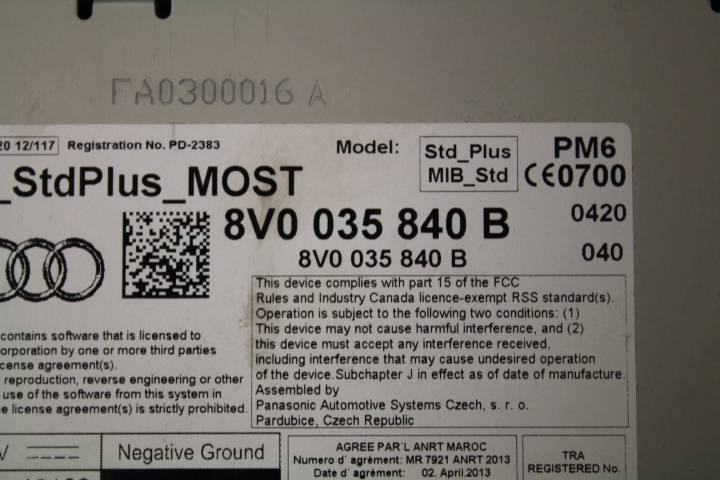 FA0300016 A
20 12/117 Registration No. PD-2383 Model: Std_Plus PM6
MIB_Std CE0700
_StdPlus_MOST
8V0 035 840 B 0420
8V0 035 840 B 040
This device complies with part 15 of the FCC
Rules and Industry Canada licence-exempt RSS standard(s).
Operation is subject to the following two conditions: (1)
This device may not cause harmful interference, and (2)
this device must accept any interference received,
including interference that may cause undesired operation
of the device.Subchapter J in effect as of date of manufacture.
Assembled by
Panasonic Automotive Systems Czech, s. r. o.
Pardubice, Czech Republic
contains software that is licensed to
orporation by one or more third parties
cense agreement(s).
reproduction, reverse engineering or other
use of the software from this system in
e license agreement(s) is strictly prohibited.
V Negative Ground
AGREE PAR'L ANRT MAROC
Numero d' agrèment: MR 7921 ANRT 2013
Date d' agrèment: 02. April.2013
TRA
REGISTERED No.